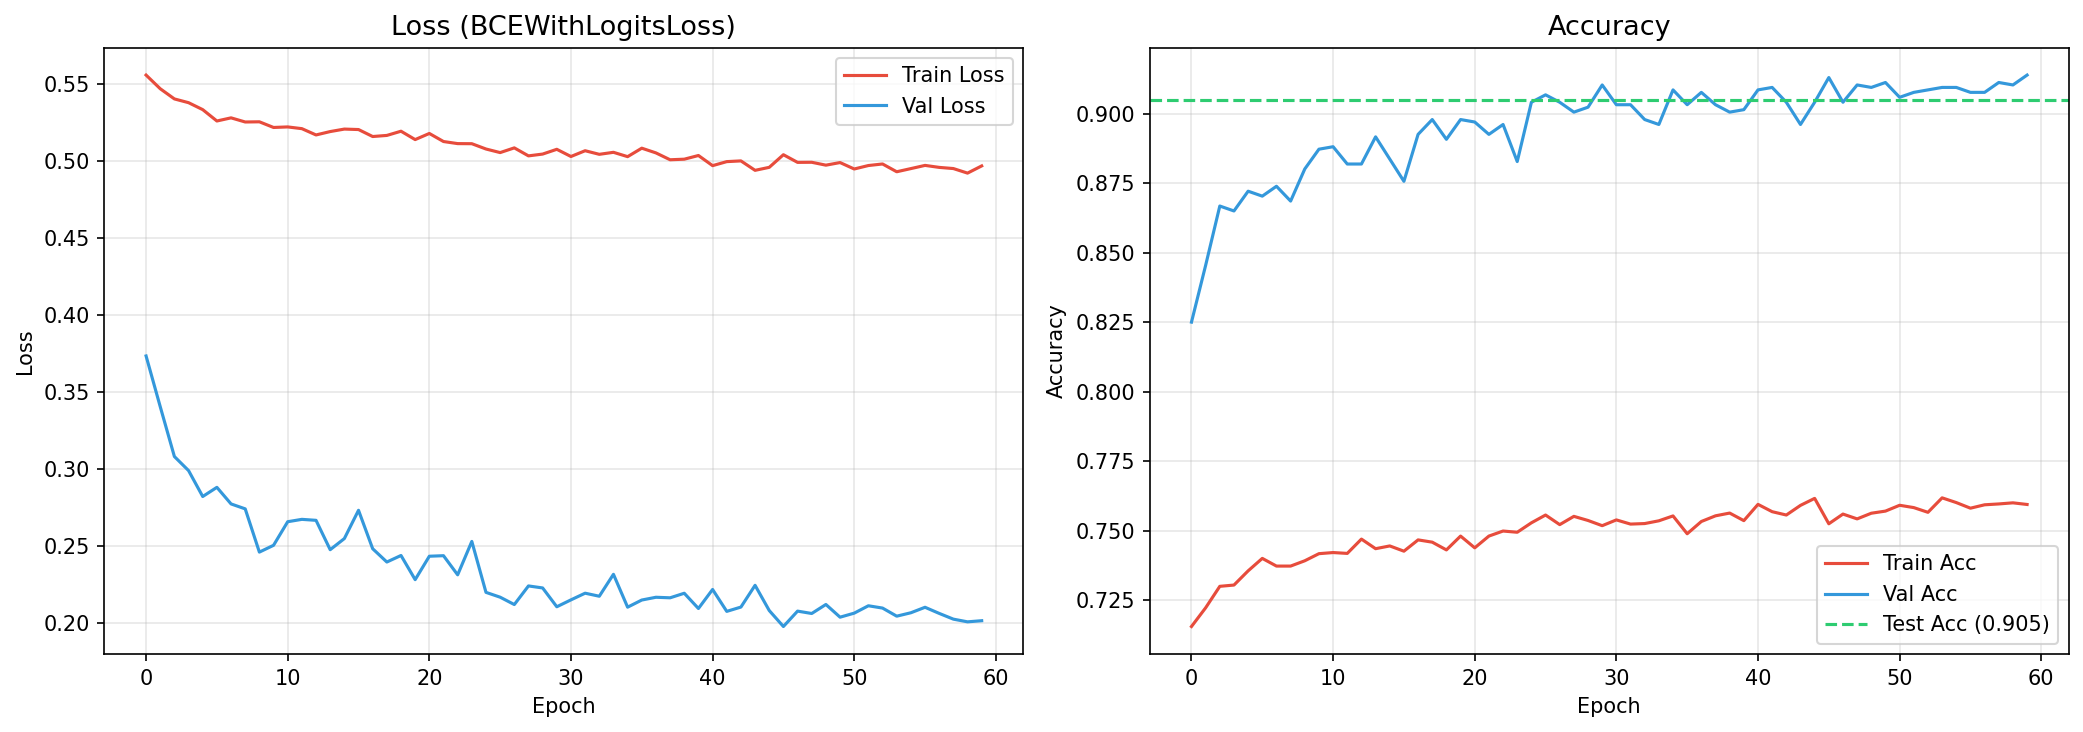 Loss (BCEWithLogitsLoss)
Train Loss
Val Loss
0.55
0.50
0.45
0.40
0.35
0.30
0.25
0.20
Loss
0 10 20 30 40 50 60
Epoch
Accuracy
0.900
0.875
0.850
0.825
0.800
0.775
0.750
0.725
Accuracy
Train Acc
Val Acc
Test Acc (0.905)
0 10 20 30 40 50 60
Epoch